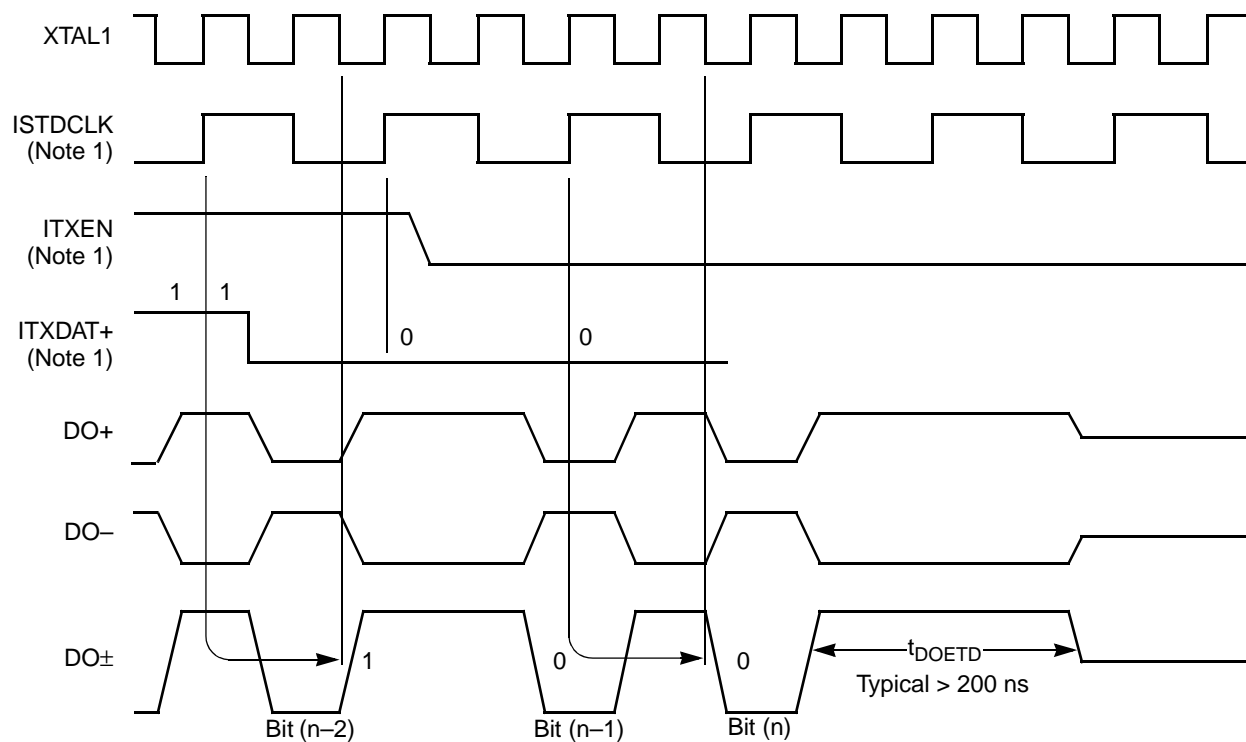 XTAL1
ISTDCLK
(Note 1)
ITXEN
(Note 1)
1 1
ITXDAT+
(Note 1)
0 0
DO+
DO–
DO±
1 0 0
tDOETD
Typical > 200 ns
Bit (n–2) Bit (n–1) Bit (n)